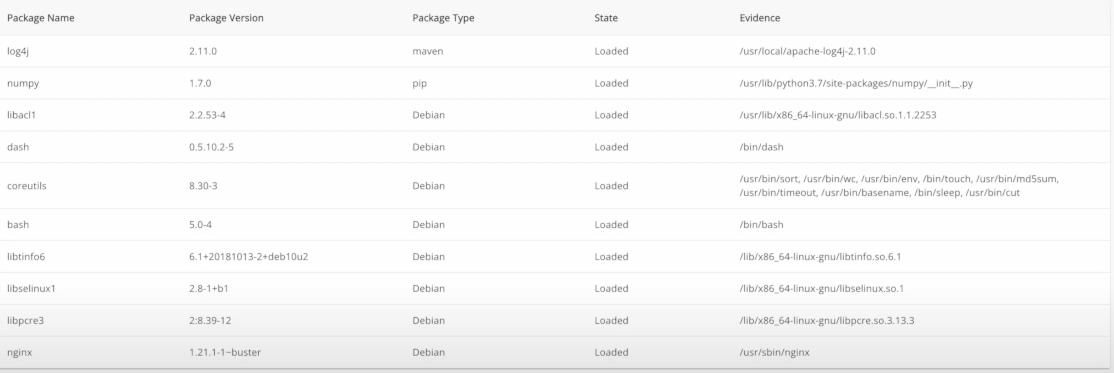 Package Name Package Version Package Type State Evidence
log4j 2.11.0 maven Loaded /usr/local/apache-log4j-2.11.0
numpy 1.7.0 pip Loaded /usr/lib/python3.7/site-packages/numpy/__init__.py
libacl1 2.2.53-4 Debian Loaded /usr/lib/x86_64-linux-gnu/libacl.so.1.1.2253
dash 0.5.10.2-5 Debian Loaded /bin/dash
coreutils 8.30-3 Debian Loaded /usr/bin/sort, /usr/bin/wc, /usr/bin/env, /bin/touch, /usr/bin/md5sum,
/usr/bin/timeout, /usr/bin/basename, /bin/sleep, /usr/bin/cut
bash 5.0-4 Debian Loaded /bin/bash
libtinfo6 6.1+20181013-2+deb10u2 Debian Loaded /lib/x86_64-linux-gnu/libtinfo.so.6.1
libselinux1 2.8-1+b1 Debian Loaded /lib/x86_64-linux-gnu/libselinux.so.1
libpcre3 2:8.39-12 Debian Loaded /lib/x86_64-linux-gnu/libpcre.so.3.13.3
nginx 1.21.1-1~buster Debian Loaded /usr/sbin/nginx